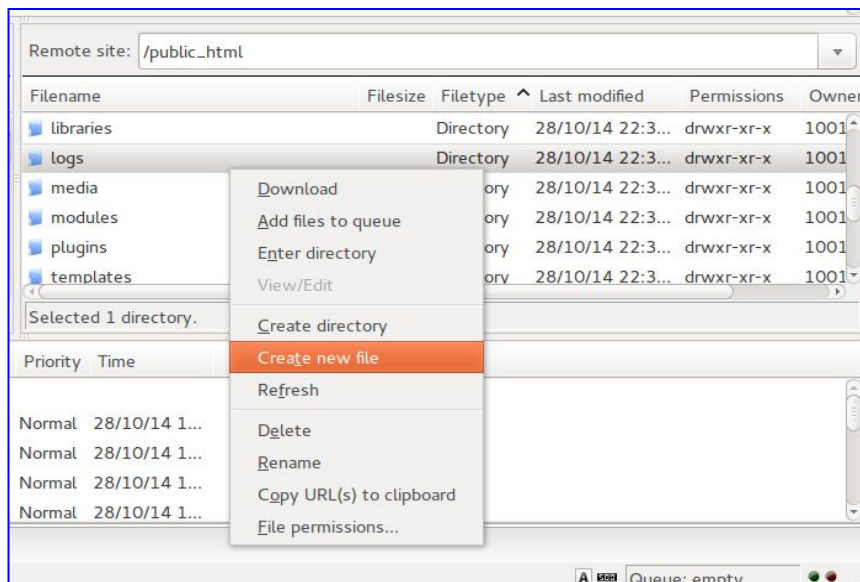 Remote site: /public_html
Filename Filesize Filetype Last modified Permissions Owner
libraries Directory 28/10/14 22:3... drwxr-xr-x 1001
logs Directory 28/10/14 22:3... drwxr-xr-x 1001
media ory 28/10/14 22:3... drwxr-xr-x 1001
modules ory 28/10/14 22:3... drwxr-xr-x 1001
plugins ory 28/10/14 22:3... drwxr-xr-x 1001
templates ory 28/10/14 22:3... drwxr-xr-x 1001
Selected 1 directory.
Download
Add files to queue
Enter directory
View/Edit
Create directory
Create new file
Refresh
Delete
Rename
Copy URL(s) to clipboard
File permissions...
Priority Time
Normal 28/10/14 1...
Normal 28/10/14 1...
Normal 28/10/14 1...
Normal 28/10/14 1...
A Queue: empty